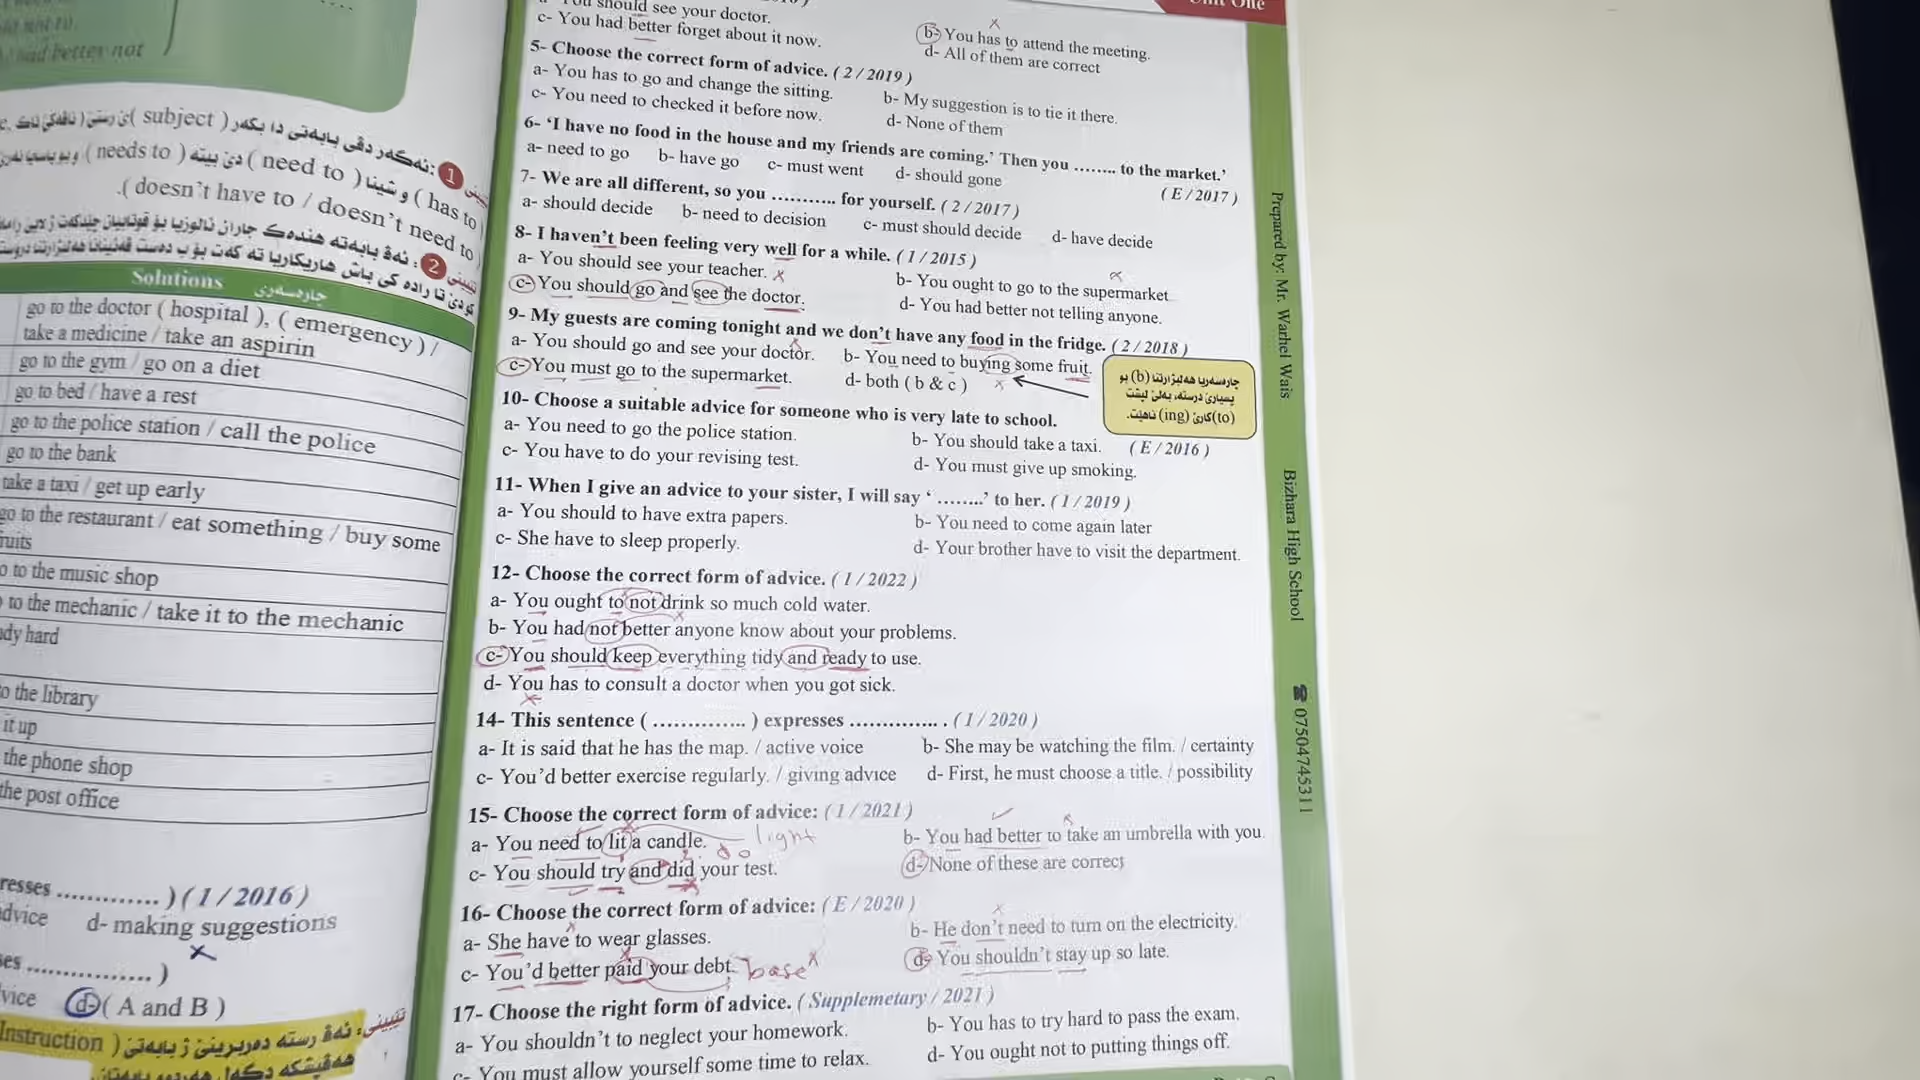 had better not
subject
( need to )
( needs to )
( has to )
( doesn't have to / doesn't need to ).
1
2
Solutions چارەسەری
go to the doctor ( hospital ), ( emergency ) /
take a medicine / take an aspirin
go to the gym / go on a diet
go to bed / have a rest
go to the police station / call the police
go to the bank
take a taxi / get up early
go to the restaurant / eat something / buy some
to the music shop
to the mechanic / take it to the mechanic
hard
to the library
it up
the phone shop
the post office
.............. ) ( 1 / 2016 )
d- making suggestions
................ )
d- ( A and B )
Instruction )
Unit One
should see your doctor.
b- You has to attend the meeting.
c- You had better forget about it now.
d- All of them are correct
5- Choose the correct form of advice. ( 2 / 2019 )
a- You has to go and change the sitting.
b- My suggestion is to tie it there.
c- You need to checked it before now.
d- None of them
6- ‘I have no food in the house and my friends are coming.’ Then you ........ to the market.’
a- need to go b- have go c- must went d- should gone ( E / 2017 )
7- We are all different, so you ........... for yourself. ( 2 / 2017 )
a- should decide b- need to decision c- must should decide d- have decide
8- I haven’t been feeling very well for a while. ( 1 / 2015 )
a- You should see your teacher.
b- You ought to go to the supermarket
c- You should go and see the doctor.
d- You had better not telling anyone.
9- My guests are coming tonight and we don’t have any food in the fridge. ( 2 / 2018 )
a- You should go and see your doctor. b- You need to buying some fruit.
c- You must go to the supermarket. d- both ( b & c )
چارەسەریا هەلبژارتنا (b) بو
پسیارێ درستە، بەلێ لپشت
(to) کارێ (ing) ناهێت.
10- Choose a suitable advice for someone who is very late to school.
a- You need to go the police station. b- You should take a taxi. ( E / 2016 )
c- You have to do your revising test. d- You must give up smoking.
11- When I give an advice to your sister, I will say ‘ ........’ to her. ( 1 / 2019 )
a- You should to have extra papers. b- You need to come again later
c- She have to sleep properly. d- Your brother have to visit the department.
12- Choose the correct form of advice. ( 1 / 2022 )
a- You ought to not drink so much cold water.
b- You had not better anyone know about your problems.
c- You should keep everything tidy and ready to use.
d- You has to consult a doctor when you got sick.
14- This sentence ( .............. ) expresses .............. . ( 1 / 2020 )
a- It is said that he has the map. / active voice b- She may be watching the film. / certainty
c- You’d better exercise regularly. / giving advice d- First, he must choose a title. / possibility
15- Choose the correct form of advice: ( 1 / 2021 )
a- You need to lit a candle. light b- You had better to take an umbrella with you.
do
c- You should try and did your test. d- None of these are correct
16- Choose the correct form of advice: ( E / 2020 )
a- She have to wear glasses. b- He don’t need to turn on the electricity.
c- You’d better paid your debt. base d- You shouldn’t stay up so late.
17- Choose the right form of advice. ( Supplemetary / 2021 )
a- You shouldn’t to neglect your homework. b- You has to try hard to pass the exam.
c- You must allow yourself some time to relax. d- You ought not to putting things off.
Prepared by: Mr. Warhel Wais
Bizhara High School
☎ 07504745311